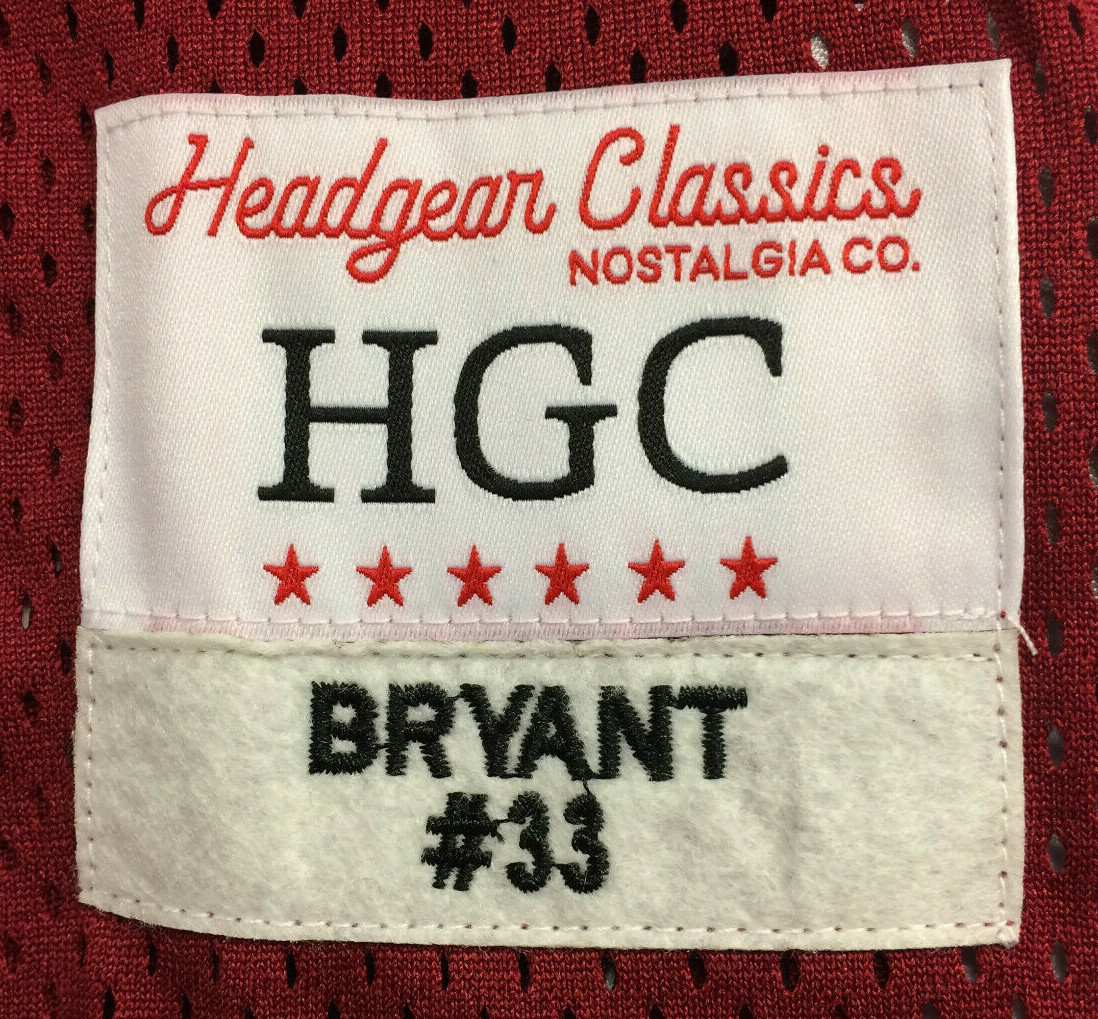 Headgear Classics
NOSTALGIA CO.
HGC
BRYANT
#33